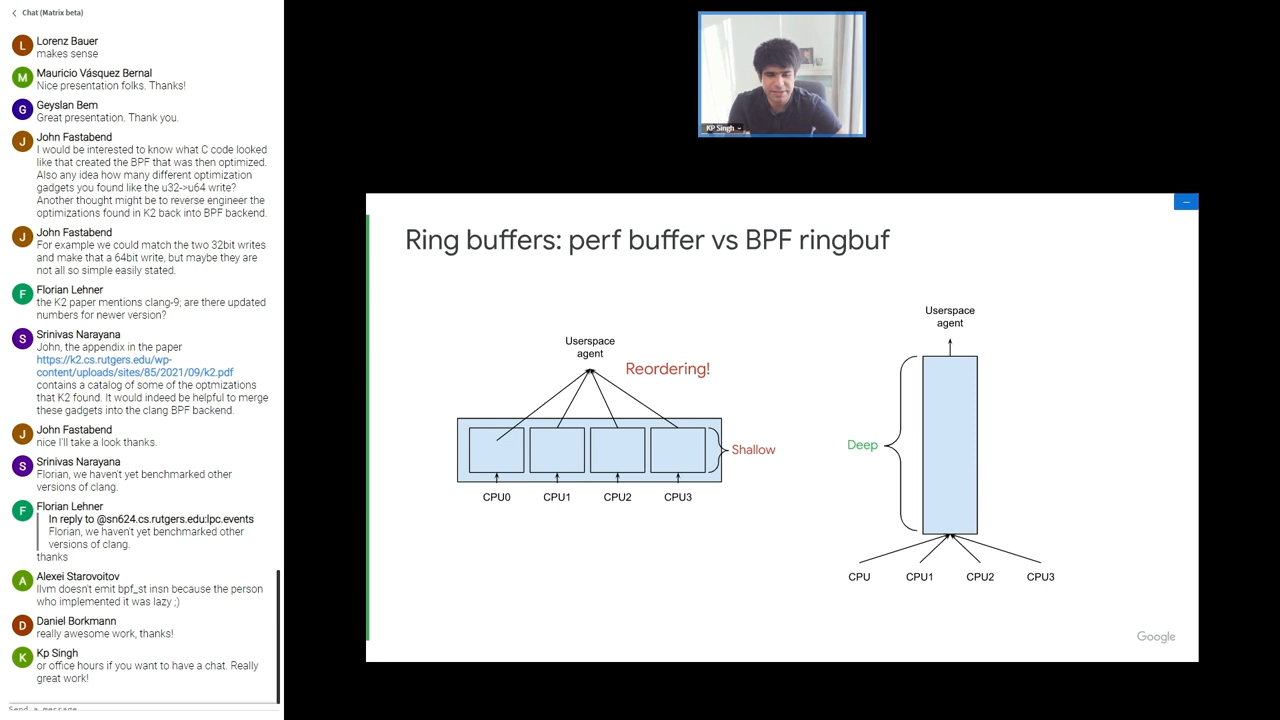 Chat (Matrix beta)
Lorenz Bauer
makes sense
Mauricio Vásquez Bernal
Nice presentation folks. Thanks!
Geyslan Bem
Great presentation. Thank you.
John Fastabend
I would be interested to know what C code looked
like that created the BPF that was then optimized.
Also any idea how many different optimization
gadgets you found like the u32->u64 write?
Another thought might be to reverse engineer the
optimizations found in K2 back into BPF backend.
John Fastabend
For example we could match the two 32bit writes
and make that a 64bit write, but maybe they are
not all so simple easily stated.
Florian Lehner
the K2 paper mentions clang-9; are there updated
numbers for newer version?
Srinivas Narayana
John, the appendix in the paper
https://k2.cs.rutgers.edu/wp-
content/uploads/sites/85/2021/09/k2.pdf
contains a catalog of some of the optmizations
that K2 found. It would indeed be helpful to merge
these gadgets into the clang BPF backend.
John Fastabend
nice I'll take a look thanks.
Srinivas Narayana
Florian, we haven't yet benchmarked other
versions of clang.
Florian Lehner
In reply to @sn624.cs.rutgers.edu:lpc.events
Florian, we haven't yet benchmarked other
versions of clang.
thanks
Alexei Starovoitov
llvm doesn't emit bpf_st insn because the person
who implemented it was lazy ;)
Daniel Borkmann
really awesome work, thanks!
Kp Singh
or office hours if you want to have a chat. Really
great work!
Send a message
L
M
G
J
J
F
S
J
S
F
A
D
K
KP Singh
Ring buffers: perf buffer vs BPF ringbuf
Userspace
agent
Reordering!
Shallow
CPU0 CPU1 CPU2 CPU3
Userspace
agent
Deep
CPU CPU1 CPU2 CPU3
Google